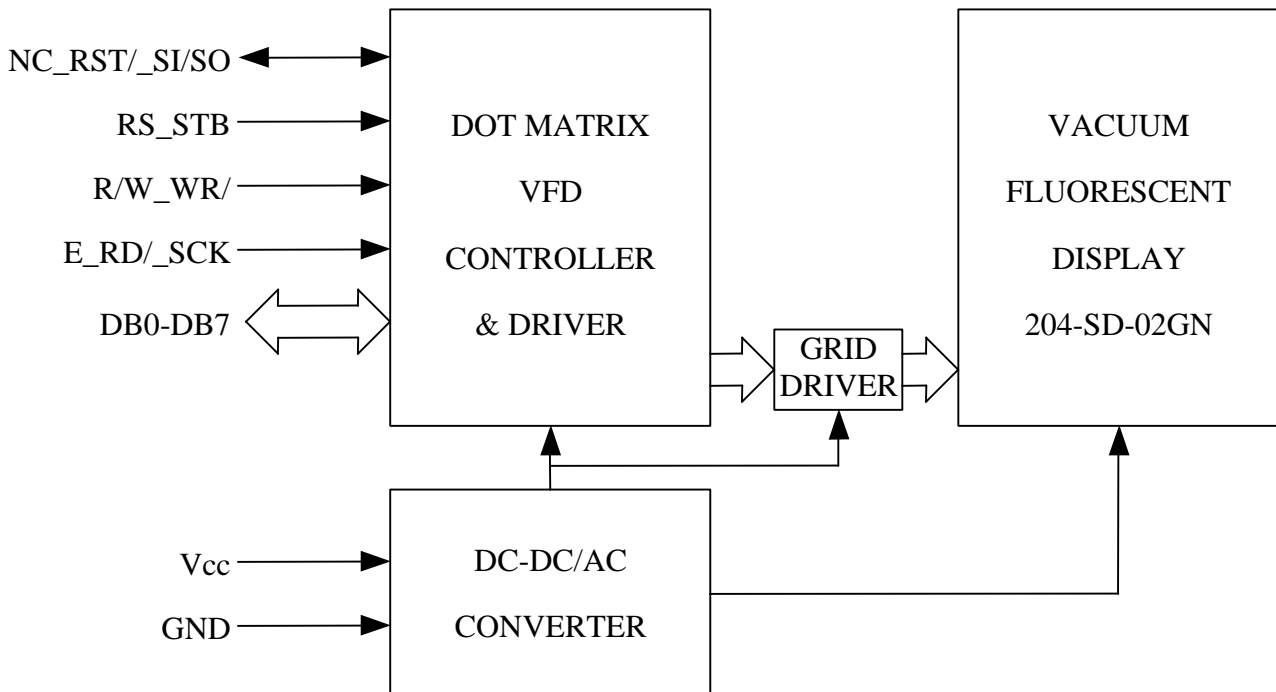 NC_RST/_SI/SO
RS_STB
R/W_WR/
E_RD/_SCK
DB0-DB7
DOT MATRIX
VFD
CONTROLLER
& DRIVER
GRID
DRIVER
VACUUM
FLUORESCENT
DISPLAY
204-SD-02GN
Vcc
GND
DC-DC/AC
CONVERTER